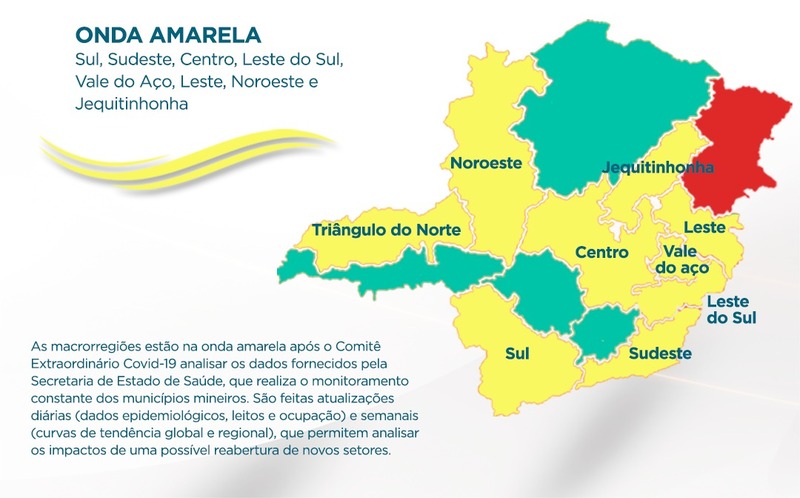 ONDA AMARELA
Sul, Sudeste, Centro, Leste do Sul,
Vale do Aço, Leste, Noroeste e
Jequitinhonha
Noroeste
Jequitinhonha
Triângulo do Norte
Leste
Centro
Vale
do aço
Leste
do Sul
Sul
Sudeste
As macrorregiões estão na onda amarela após o Comitê
Extraordinário Covid-19 analisar os dados fornecidos pela
Secretaria de Estado de Saúde, que realiza o monitoramento
constante dos municípios mineiros. São feitas atualizações
diárias (dados epidemiológicos, leitos e ocupação) e semanais
(curvas de tendência global e regional), que permitem analisar
os impactos de uma possível reabertura de novos setores.